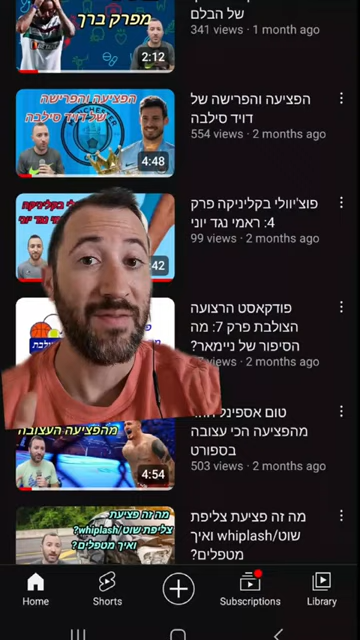 מפרק ברך
2:12
של הבלם
341 views · 1 month ago
הפציעה והפרישה
של דויד סילבה
4:48
הפציעה והפרישה של
דויד סילבה
554 views · 2 months ago
פוצ'יוולי בקליניקה פרק
4: ראמי נגד יוני
99 views · 2 months ago
פודקאסט הרצועה
הצולבת פרק 7: מה
הסיפור של ניימאר?
views · 2 months ago
מהפציעה העצובה
4:54
טום אספינל
מהפציעה הכי עצובה
בספורט
503 views · 2 months ago
מה זה פציעת
צליפת שוט/whiplash?
ואיך מטפלים?
מה זה פציעת צליפת
שוט/whiplash ואיך
מטפלים?
Home
Shorts
Subscriptions
Library